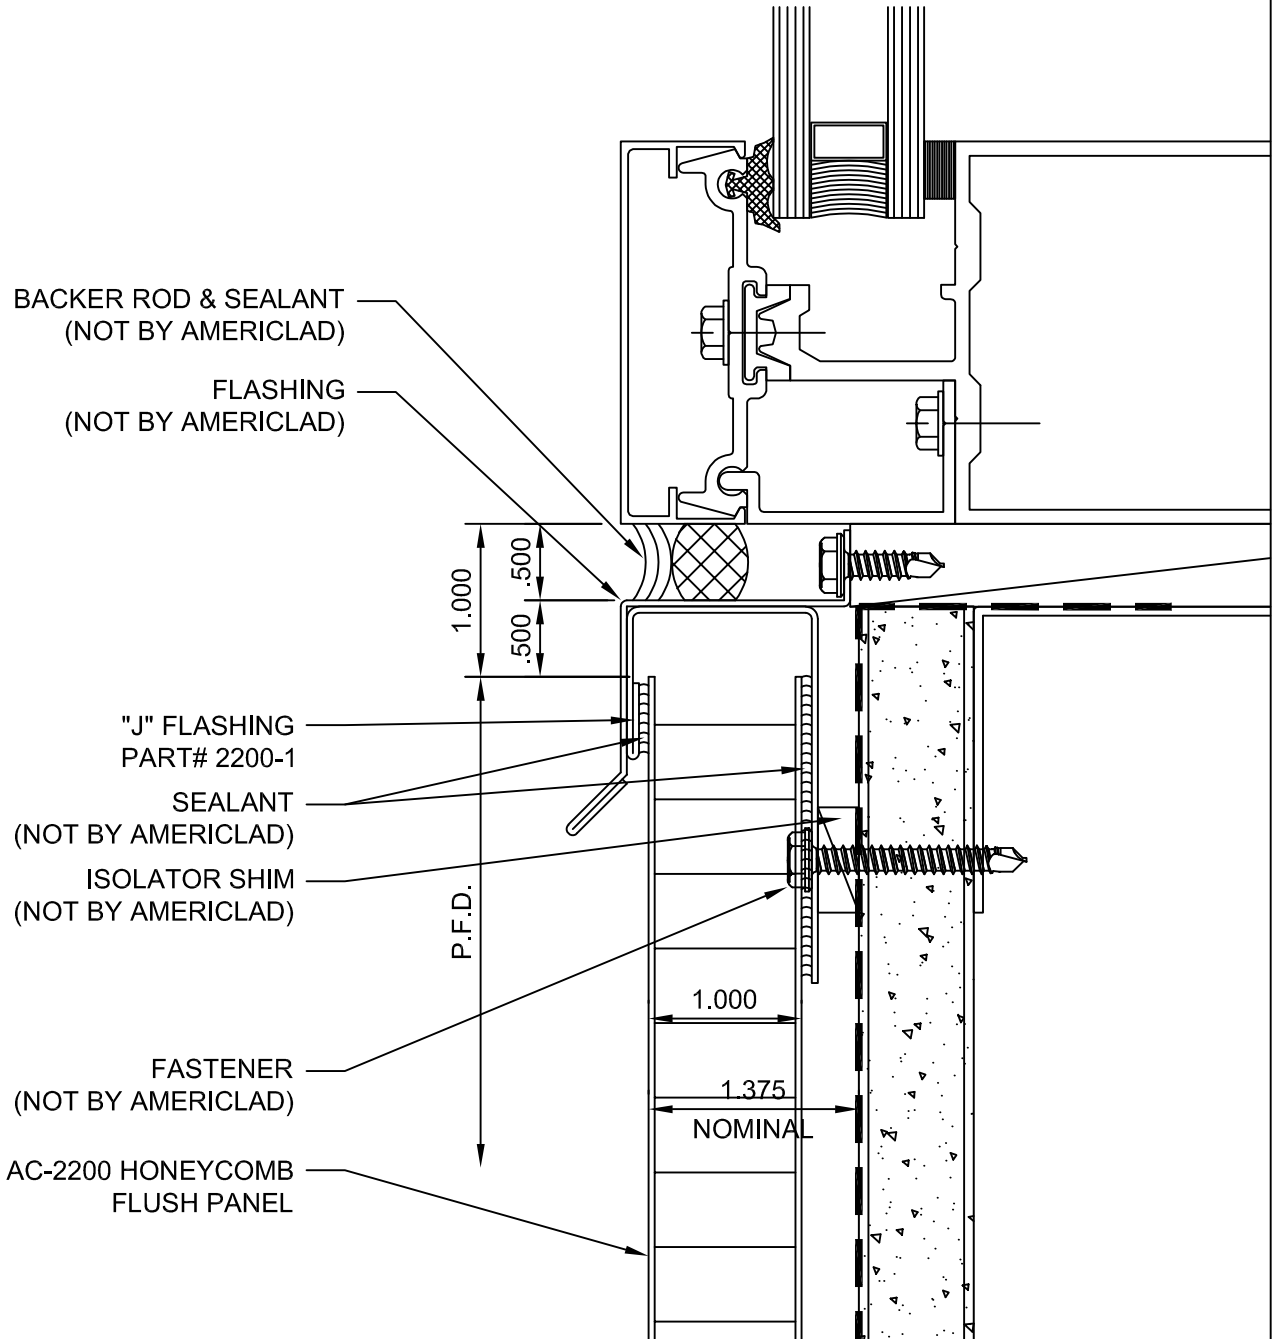 BACKER ROD & SEALANT
(NOT BY AMERICLAD)
FLASHING
(NOT BY AMERICLAD)
1.000
.500
.500
"J" FLASHING
PART# 2200-1
SEALANT
(NOT BY AMERICLAD)
ISOLATOR SHIM
(NOT BY AMERICLAD)
P.F.D.
1.000
FASTENER
(NOT BY AMERICLAD)
1.375
NOMINAL
AC-2200 HONEYCOMB
FLUSH PANEL